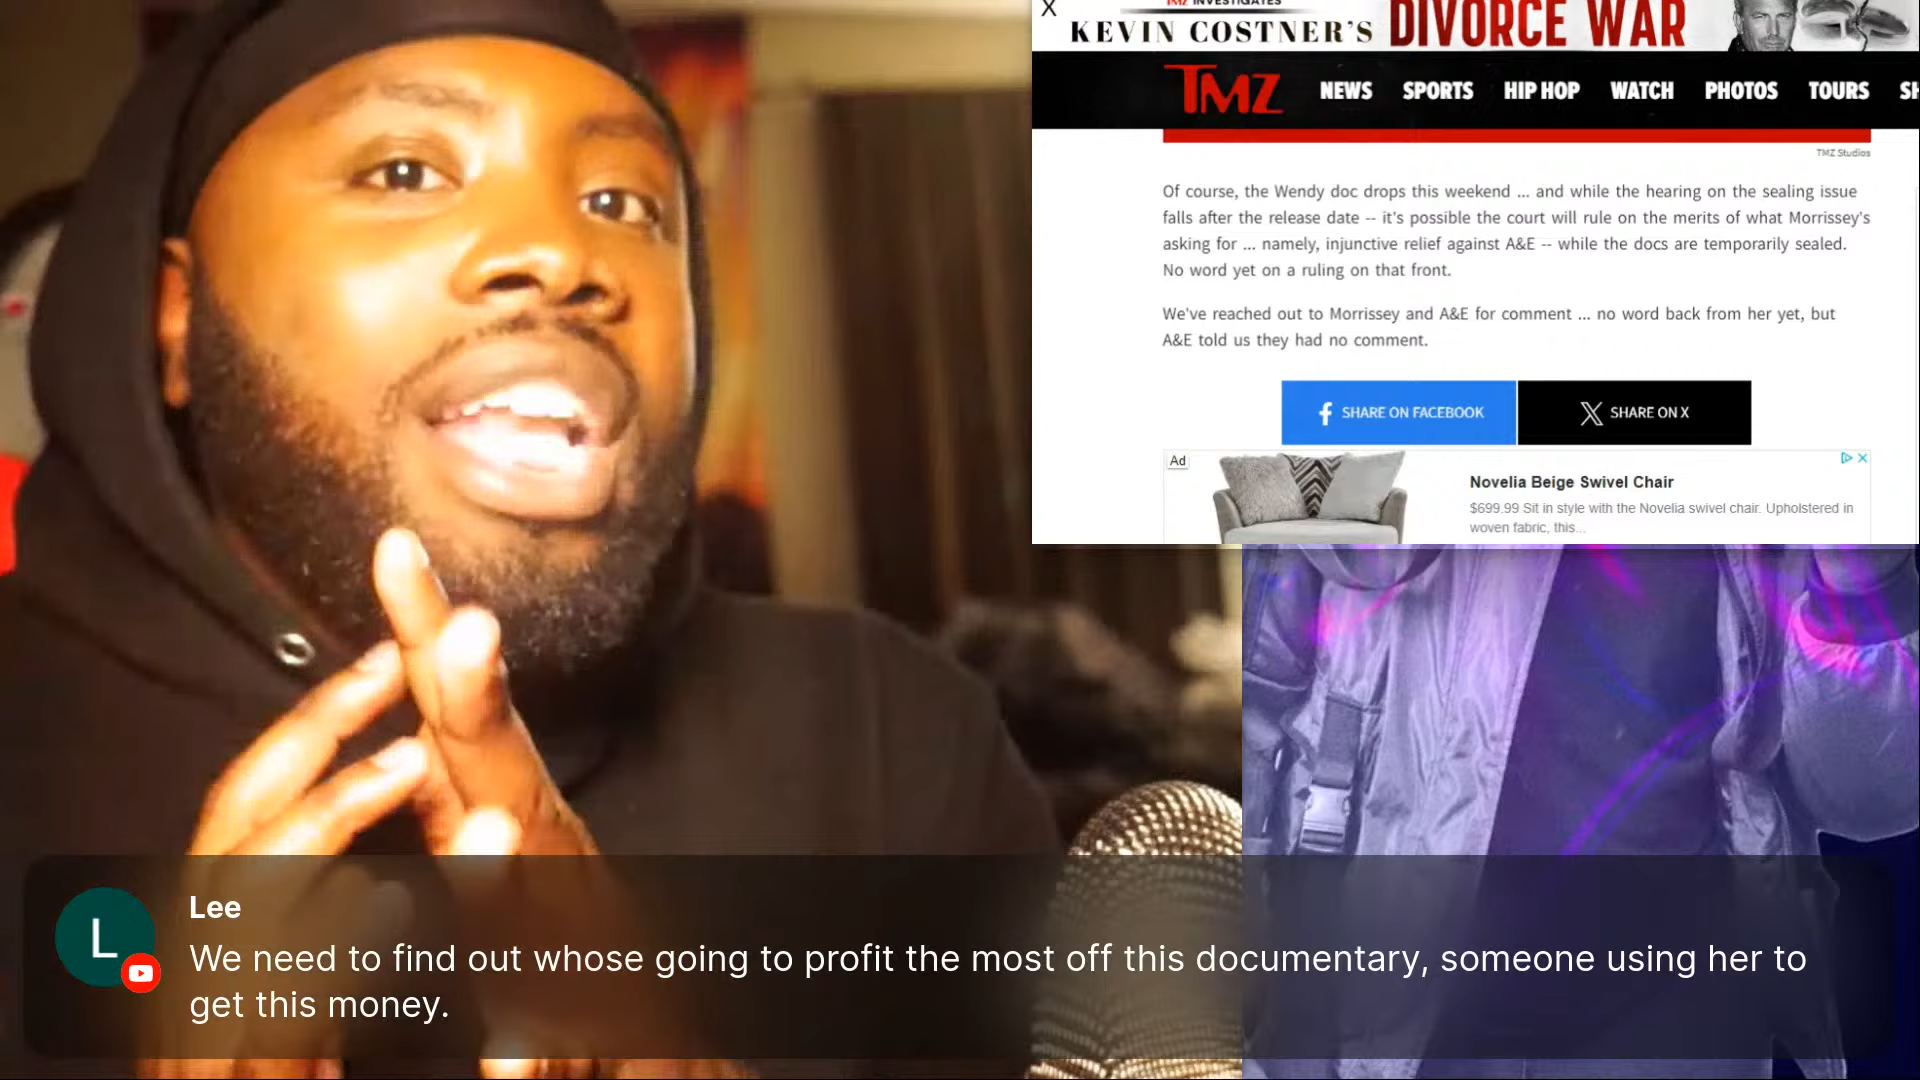 X
TMZ INVESTIGATES
KEVIN COSTNER'S DIVORCE WAR
TMZ NEWS SPORTS HIP HOP WATCH PHOTOS TOURS SH
TMZ Studios
Of course, the Wendy doc drops this weekend ... and while the hearing on the sealing issue
falls after the release date -- it's possible the court will rule on the merits of what Morrissey's
asking for ... namely, injunctive relief against A&E -- while the docs are temporarily sealed.
No word yet on a ruling on that front.
We've reached out to Morrissey and A&E for comment ... no word back from her yet, but
A&E told us they had no comment.
SHARE ON FACEBOOK X SHARE ON X
Ad
Novelia Beige Swivel Chair
$699.99 Sit in style with the Novelia swivel chair. Upholstered in
woven fabric, this...
L
Lee
We need to find out whose going to profit the most off this documentary, someone using her to
get this money.